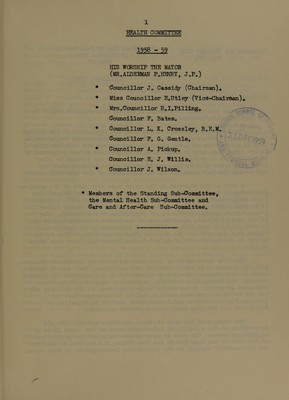 1
HEALTH COMMITTEE
1958 - 59
HIS WORSHIP THE MAYOR
(MR.ALDERMAN P.HENRY, J.P.)
* Councillor J. Cassidy (Chairman).
* Miss Councillor E.Utley (Vice-Chairman).
* Mrs.Councillor R.I.Pilling.
Councillor F. Bates.
* Councillor L. K. Crossley, B.E.M.
Councillor F. G. Gentle.
* Councillor A. Pickup.
Councillor E. J. Willis.
* Councillor J. Wilson.
* Members of the Standing Sub-Committee,
the Mental Health Sub-Committee and
Care and After-Care Sub-Committee.